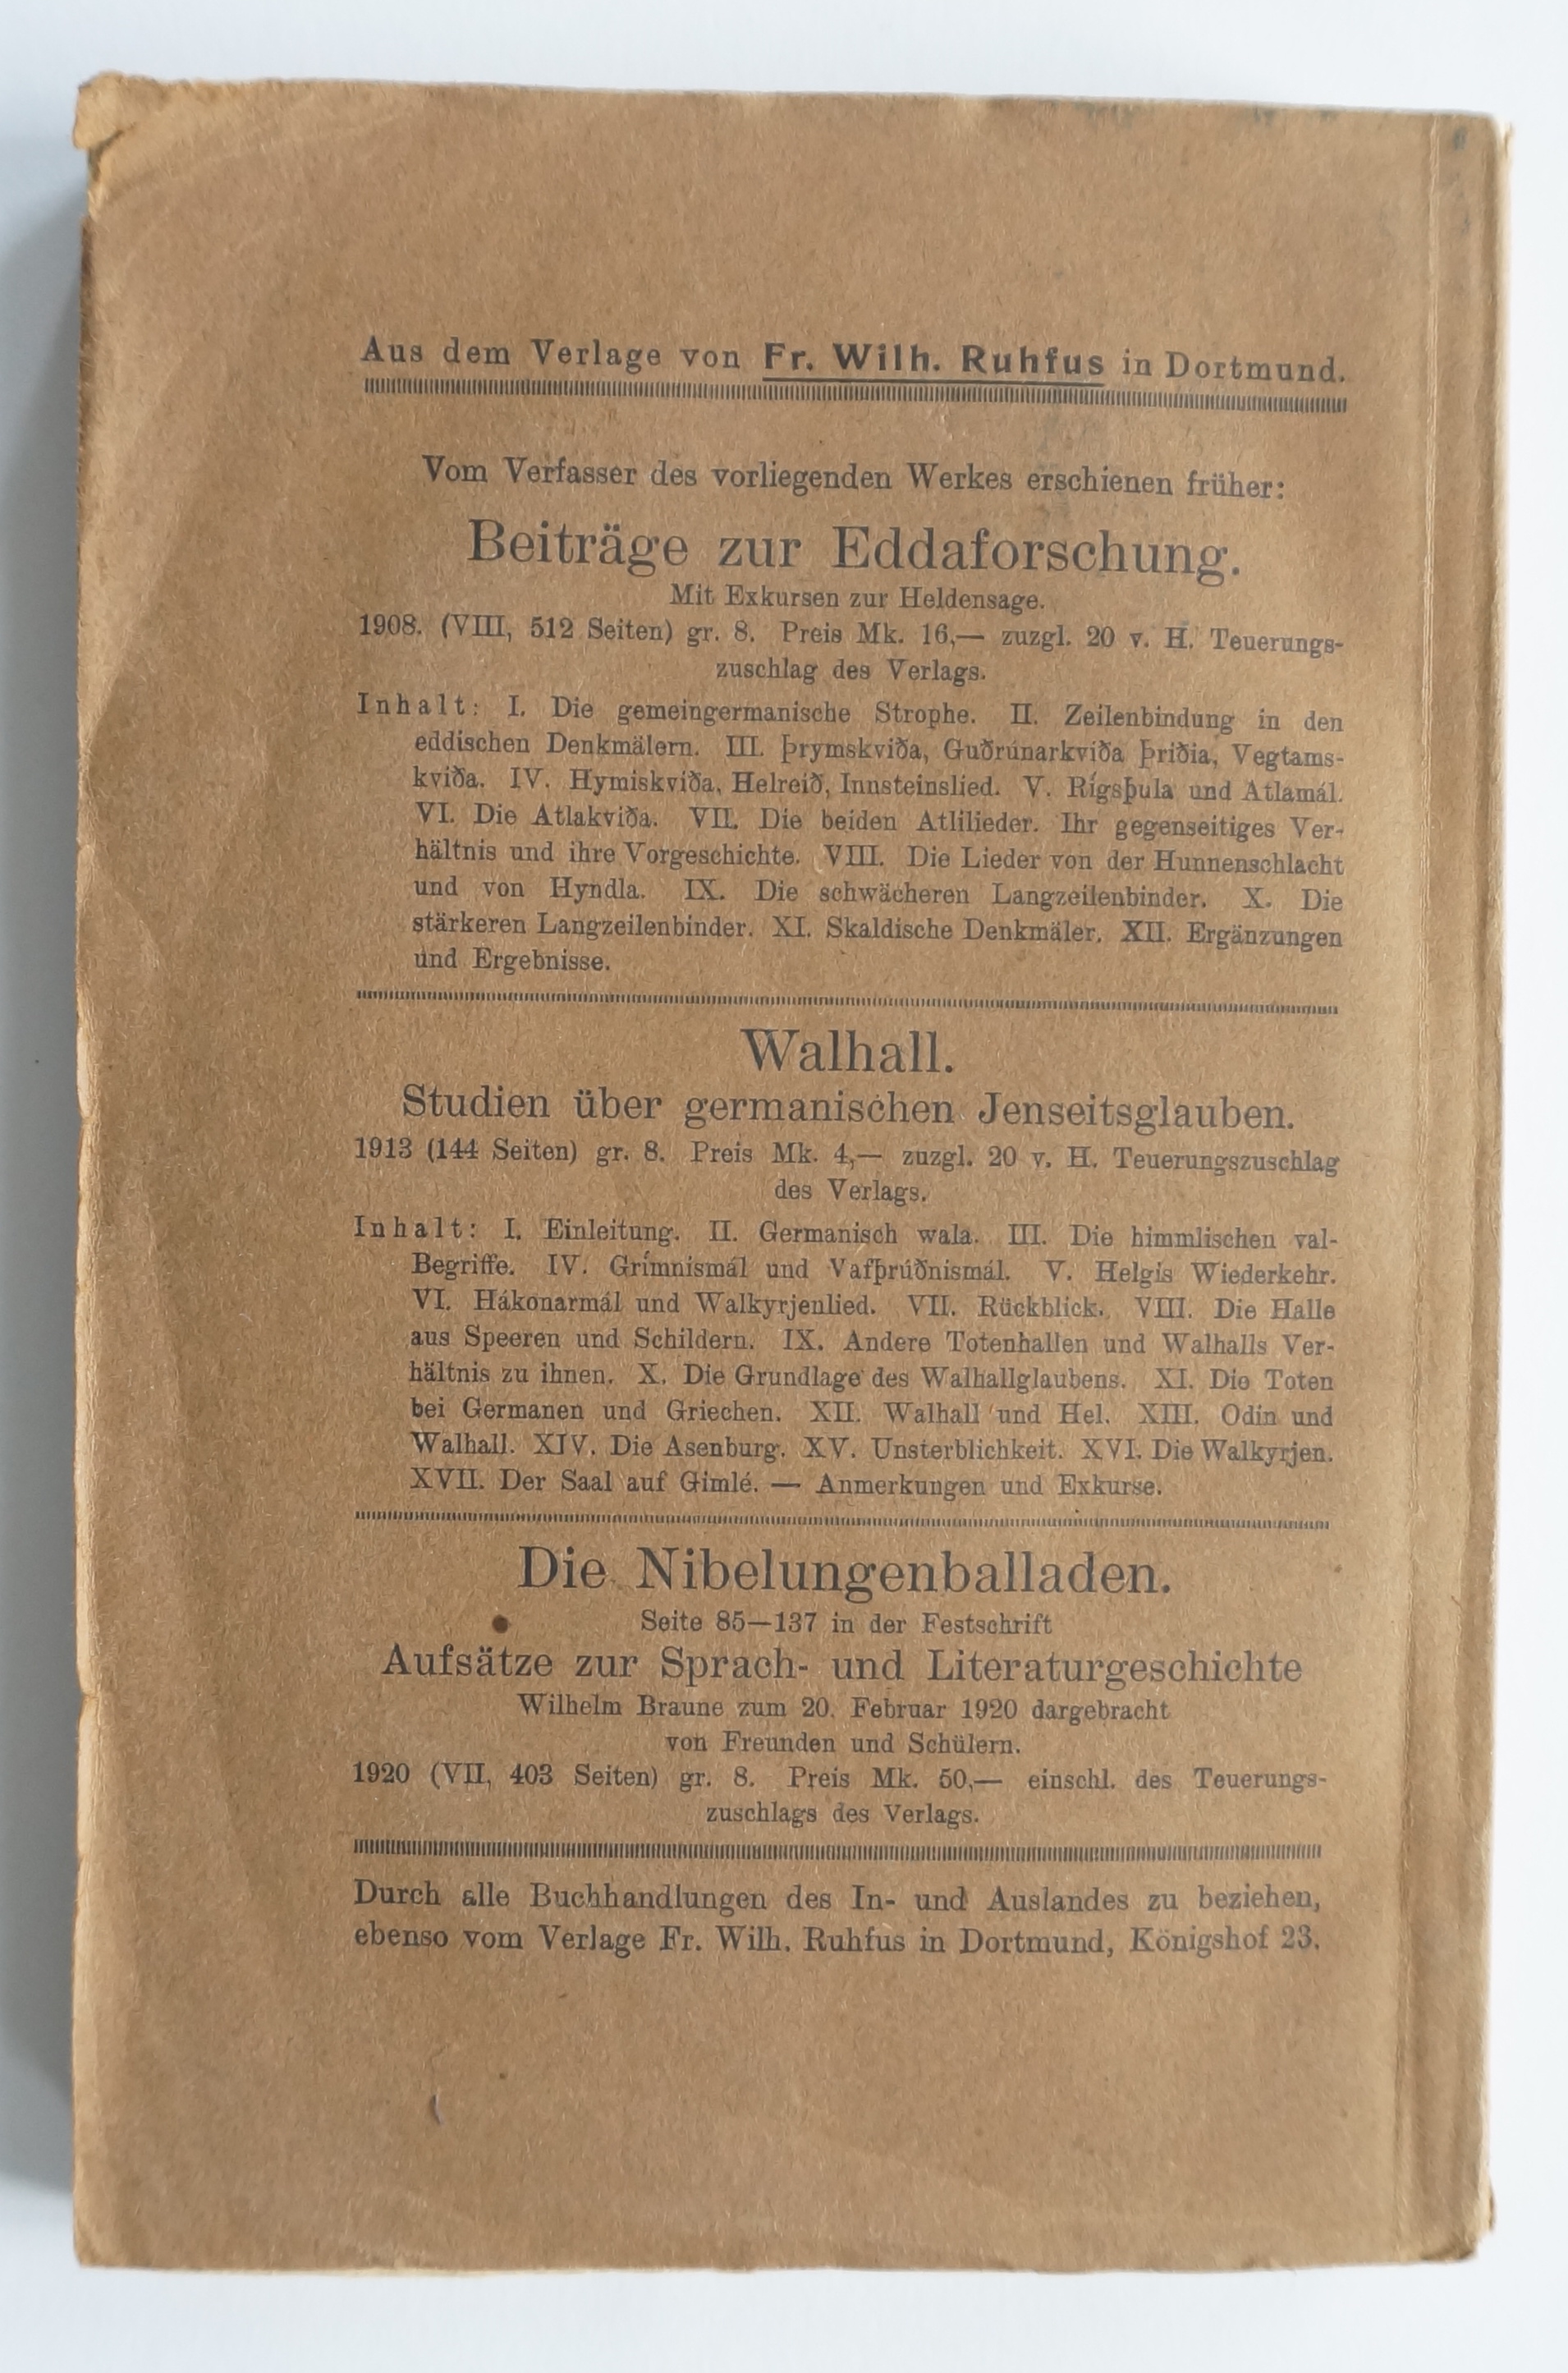 Aus dem Verlage von Fr. Wilh. Ruhfus in Dortmund.
Vom Verfasser des vorliegenden Werkes erschienen früher:
Beiträge zur Eddaforschung.
Mit Exkursen zur Heldensage.
1908. (VIII, 512 Seiten) gr. 8. Preis Mk. 16,— zuzgl. 20 v. H. Teuerungs-
zuschlag des Verlags.
Inhalt: I. Die gemeingermanische Strophe. II. Zeilenbindung in den
eddischen Denkmälern. III. Þrymskviða, Guðrúnarkviða Þriðia, Vegtams-
kviða. IV. Hymiskviða, Helreið, Innsteinslied. V. Rígsþula und Atlamál.
VI. Die Atlakviða. VII. Die beiden Atlilieder. Ihr gegenseitiges Ver-
hältnis und ihre Vorgeschichte. VIII. Die Lieder von der Hunnenschlacht
und von Hyndla. IX. Die schwächeren Langzeilenbinder. X. Die
stärkeren Langzeilenbinder. XI. Skaldische Denkmäler. XII. Ergänzungen
und Ergebnisse.
Walhall.
Studien über germanischen Jenseitsglauben.
1913 (144 Seiten) gr. 8. Preis Mk. 4,— zuzgl. 20 v. H. Teuerungszuschlag
des Verlags.
Inhalt: I. Einleitung. II. Germanisch wala. III. Die himmlischen val-
Begriffe. IV. Grímnismál und Vafþrúðnismál. V. Helgis Wiederkehr.
VI. Hákonarmál und Walkyrjenlied. VII. Rückblick. VIII. Die Halle
aus Speeren und Schildern. IX. Andere Totenhallen und Walhalls Ver-
hältnis zu ihnen. X. Die Grundlage des Walhallglaubens. XI. Die Toten
bei Germanen und Griechen. XII. Walhall und Hel. XIII. Odin und
Walhall. XIV. Die Asenburg. XV. Unsterblichkeit. XVI. Die Walkyrjen.
XVII. Der Saal auf Gimlé. — Anmerkungen und Exkurse.
Die Nibelungenballaden.
Seite 85—137 in der Festschrift
Aufsätze zur Sprach- und Literaturgeschichte
Wilhelm Braune zum 20. Februar 1920 dargebracht
von Freunden und Schülern.
1920 (VII, 403 Seiten) gr. 8. Preis Mk. 50,— einschl. des Teuerungs-
zuschlags des Verlags.
Durch alle Buchhandlungen des In- und Auslandes zu beziehen,
ebenso vom Verlage Fr. Wilh. Ruhfus in Dortmund, Königshof 23.